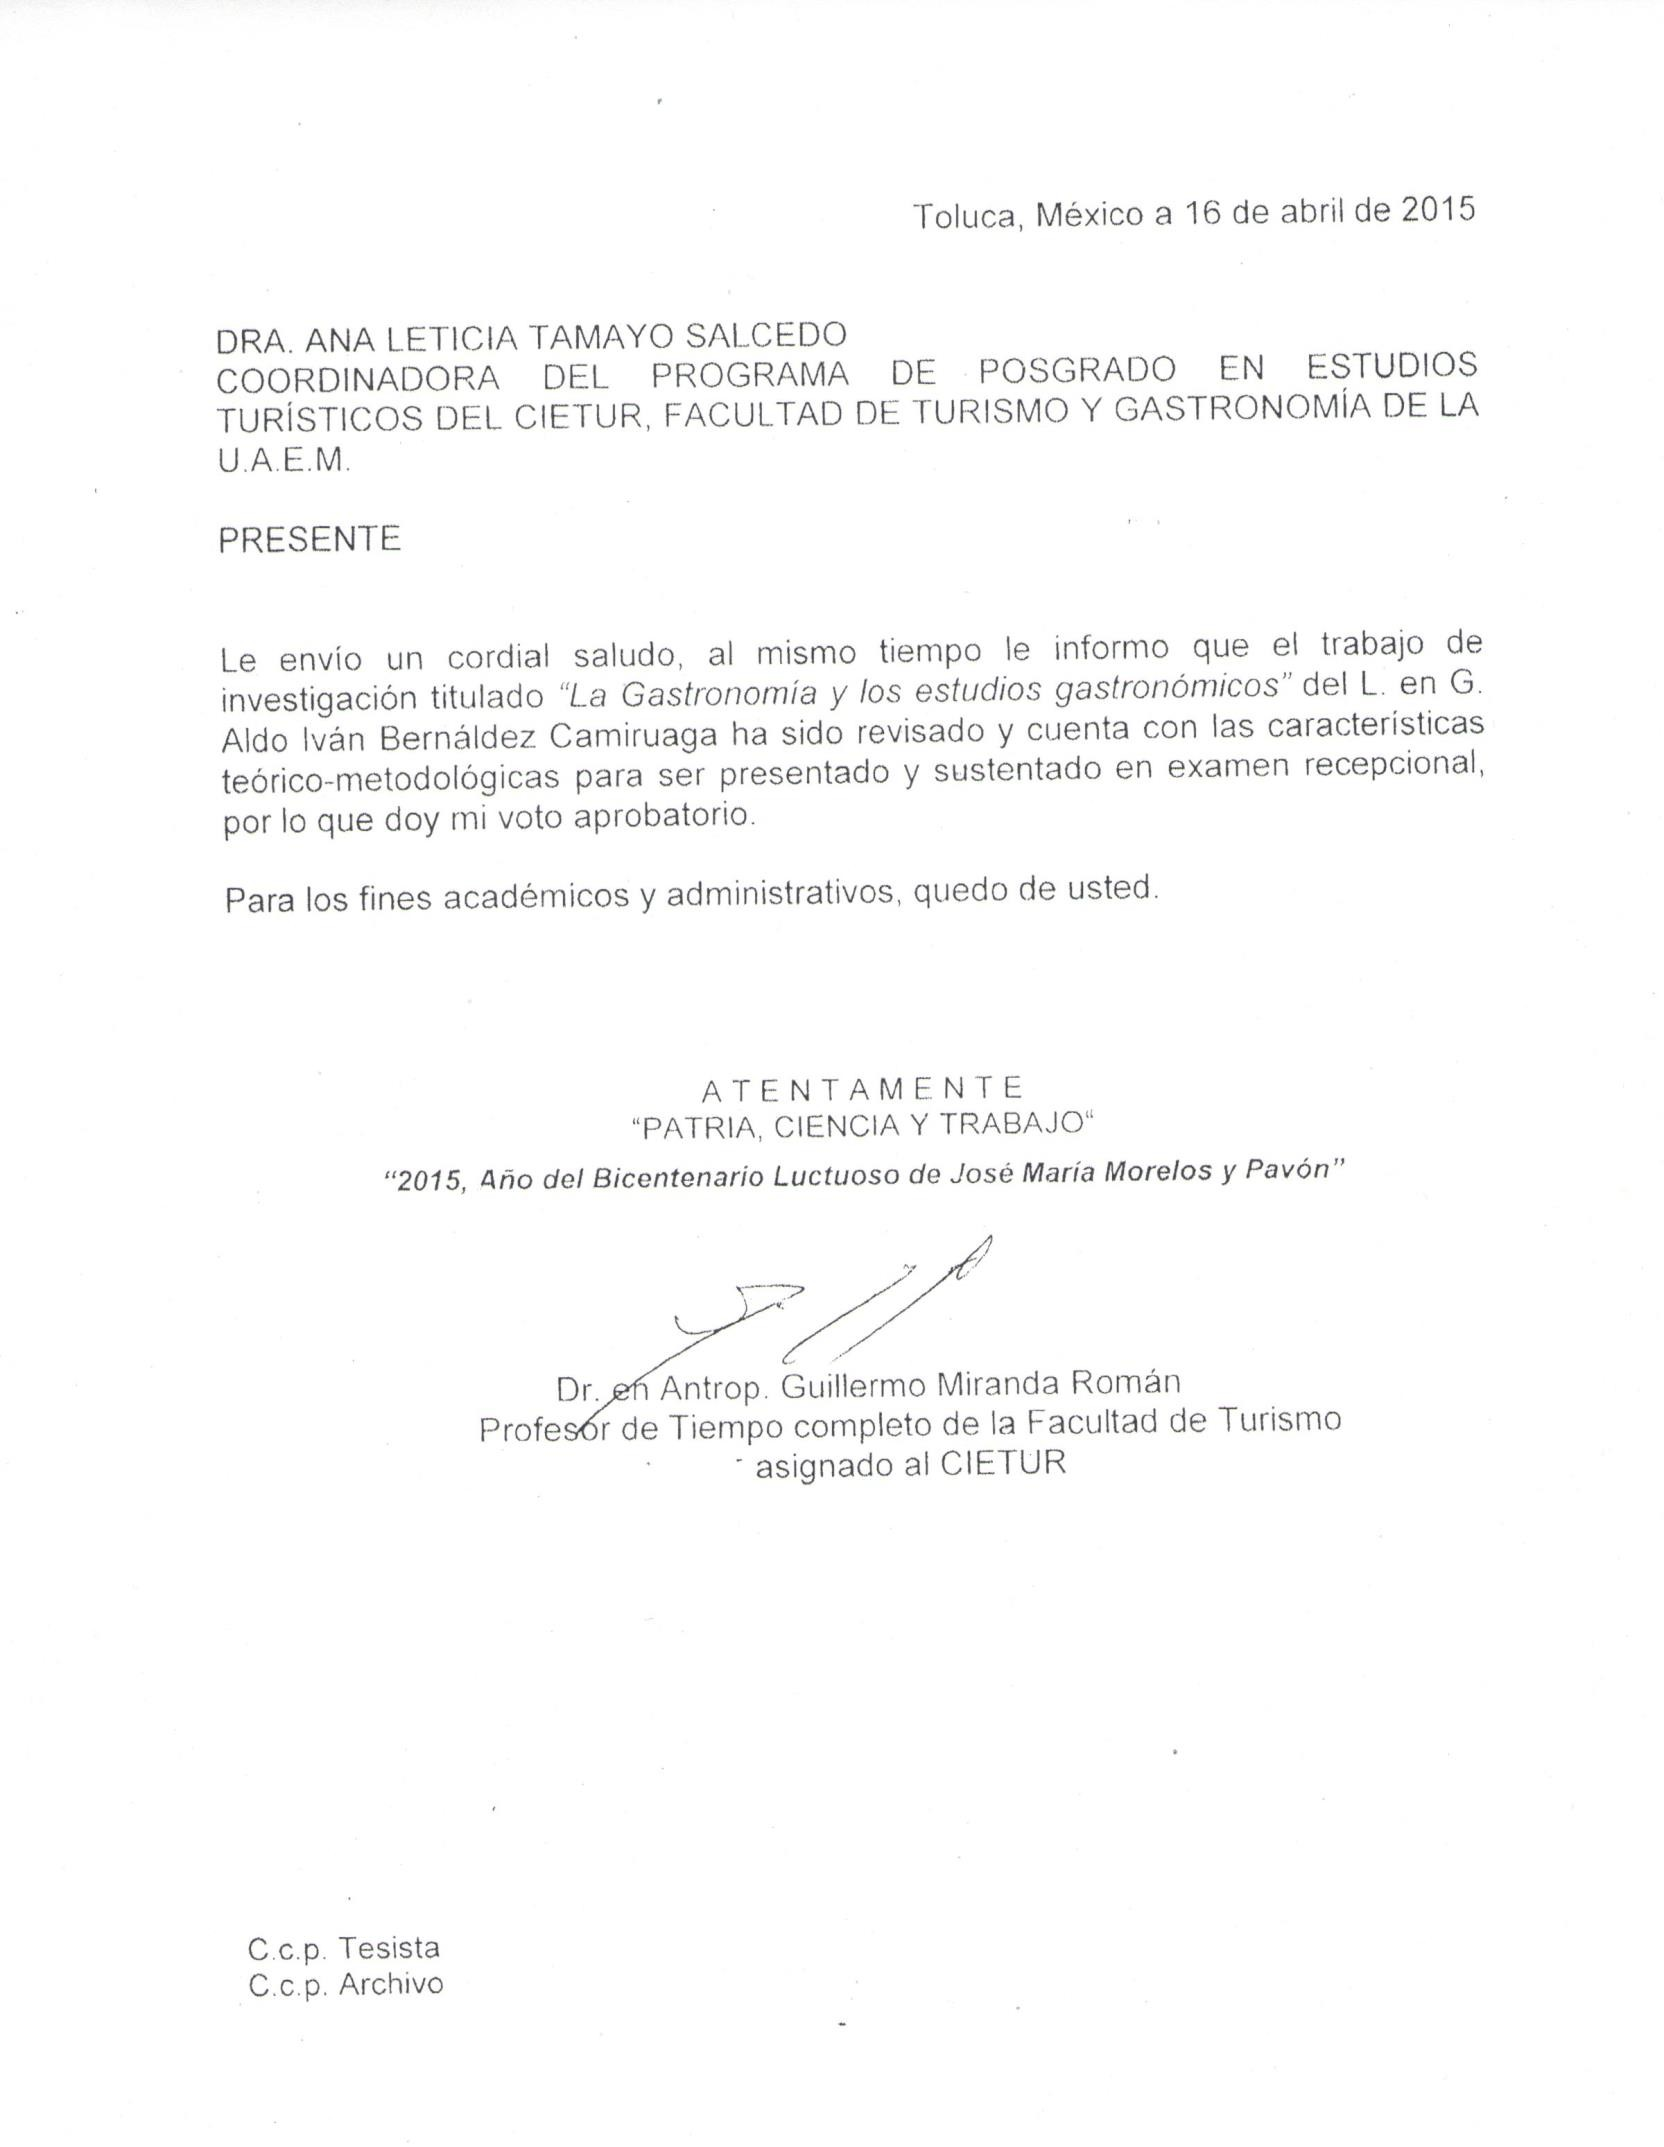 Toluca, México a 16 de abril de 2015
DRA. ANA LETICIA TAMAYO SALCEDO
COORDINADORA DEL PROGRAMA DE POSGRADO EN ESTUDIOS
TURÍSTICOS DEL CIETUR, FACULTAD DE TURISMO Y GASTRONOMÍA DE LA
U.A.E.M.
PRESENTE
Le envío un cordial saludo, al mismo tiempo le informo que el trabajo de
investigación titulado “La Gastronomía y los estudios gastronómicos” del L. en G.
Aldo Iván Bernáldez Camiruaga ha sido revisado y cuenta con las características
teórico-metodológicas para ser presentado y sustentado en examen recepcional,
por lo que doy mi voto aprobatorio.
Para los fines académicos y administrativos, quedo de usted.
A T E N T A M E N T E
“PATRIA, CIENCIA Y TRABAJO“
“2015, Año del Bicentenario Luctuoso de José María Morelos y Pavón”
Dr. en Antrop. Guillermo Miranda Román
Profesor de Tiempo completo de la Facultad de Turismo
asignado al CIETUR
C.c.p. Tesista
C.c.p. Archivo